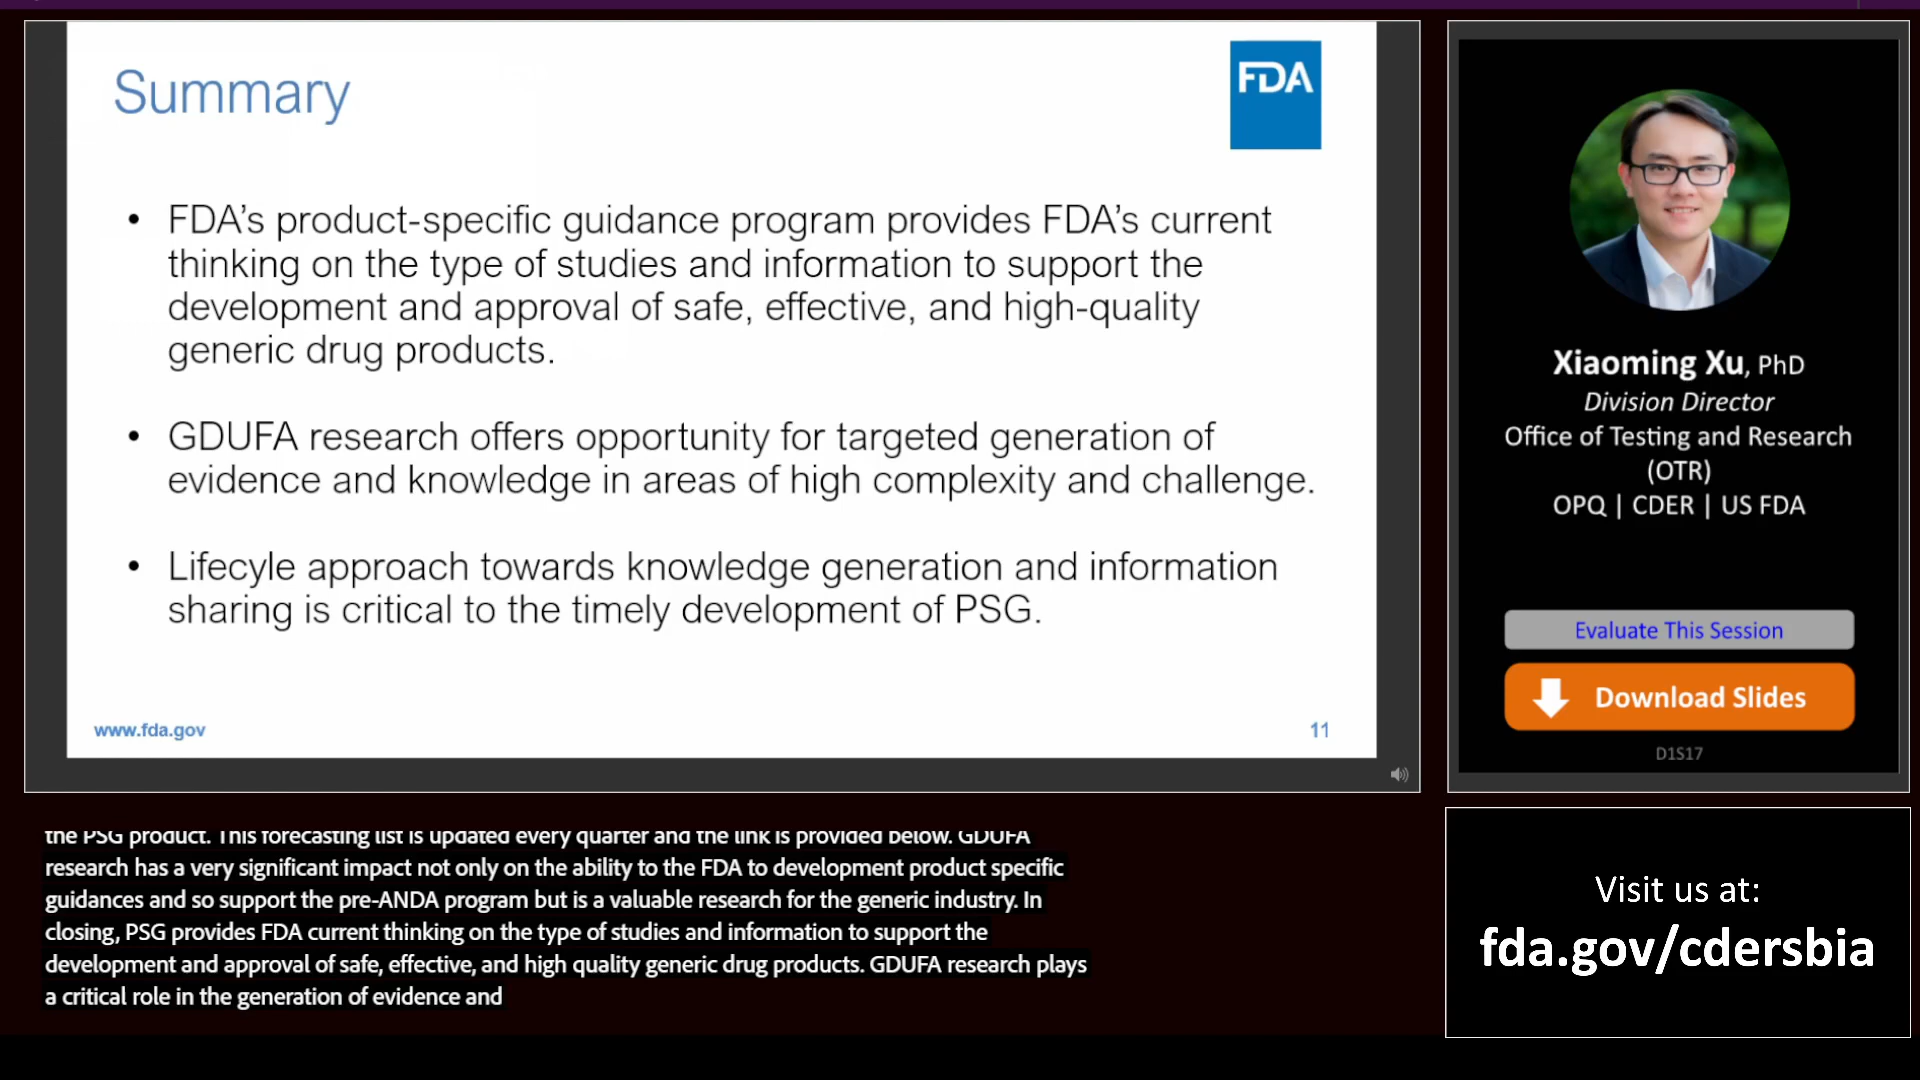 Summary
FDA
• FDA's product-specific guidance program provides FDA's current
thinking on the type of studies and information to support the
development and approval of safe, effective, and high-quality
generic drug products.
• GDUFA research offers opportunity for targeted generation of
evidence and knowledge in areas of high complexity and challenge.
• Lifecyle approach towards knowledge generation and information
sharing is critical to the timely development of PSG.
www.fda.gov
11
Xiaoming Xu, PhD
Division Director
Office of Testing and Research
(OTR)
OPQ | CDER | US FDA
Evaluate This Session
Download Slides
D1S17
the PSG product. This forecasting list is updated every quarter and the link is provided below. GDUFA
research has a very significant impact not only on the ability to the FDA to development product specific
guidances and so support the pre-ANDA program but is a valuable research for the generic industry. In
closing, PSG provides FDA current thinking on the type of studies and information to support the
development and approval of safe, effective, and high quality generic drug products. GDUFA research plays
a critical role in the generation of evidence and
Visit us at:
fda.gov/cdersbia